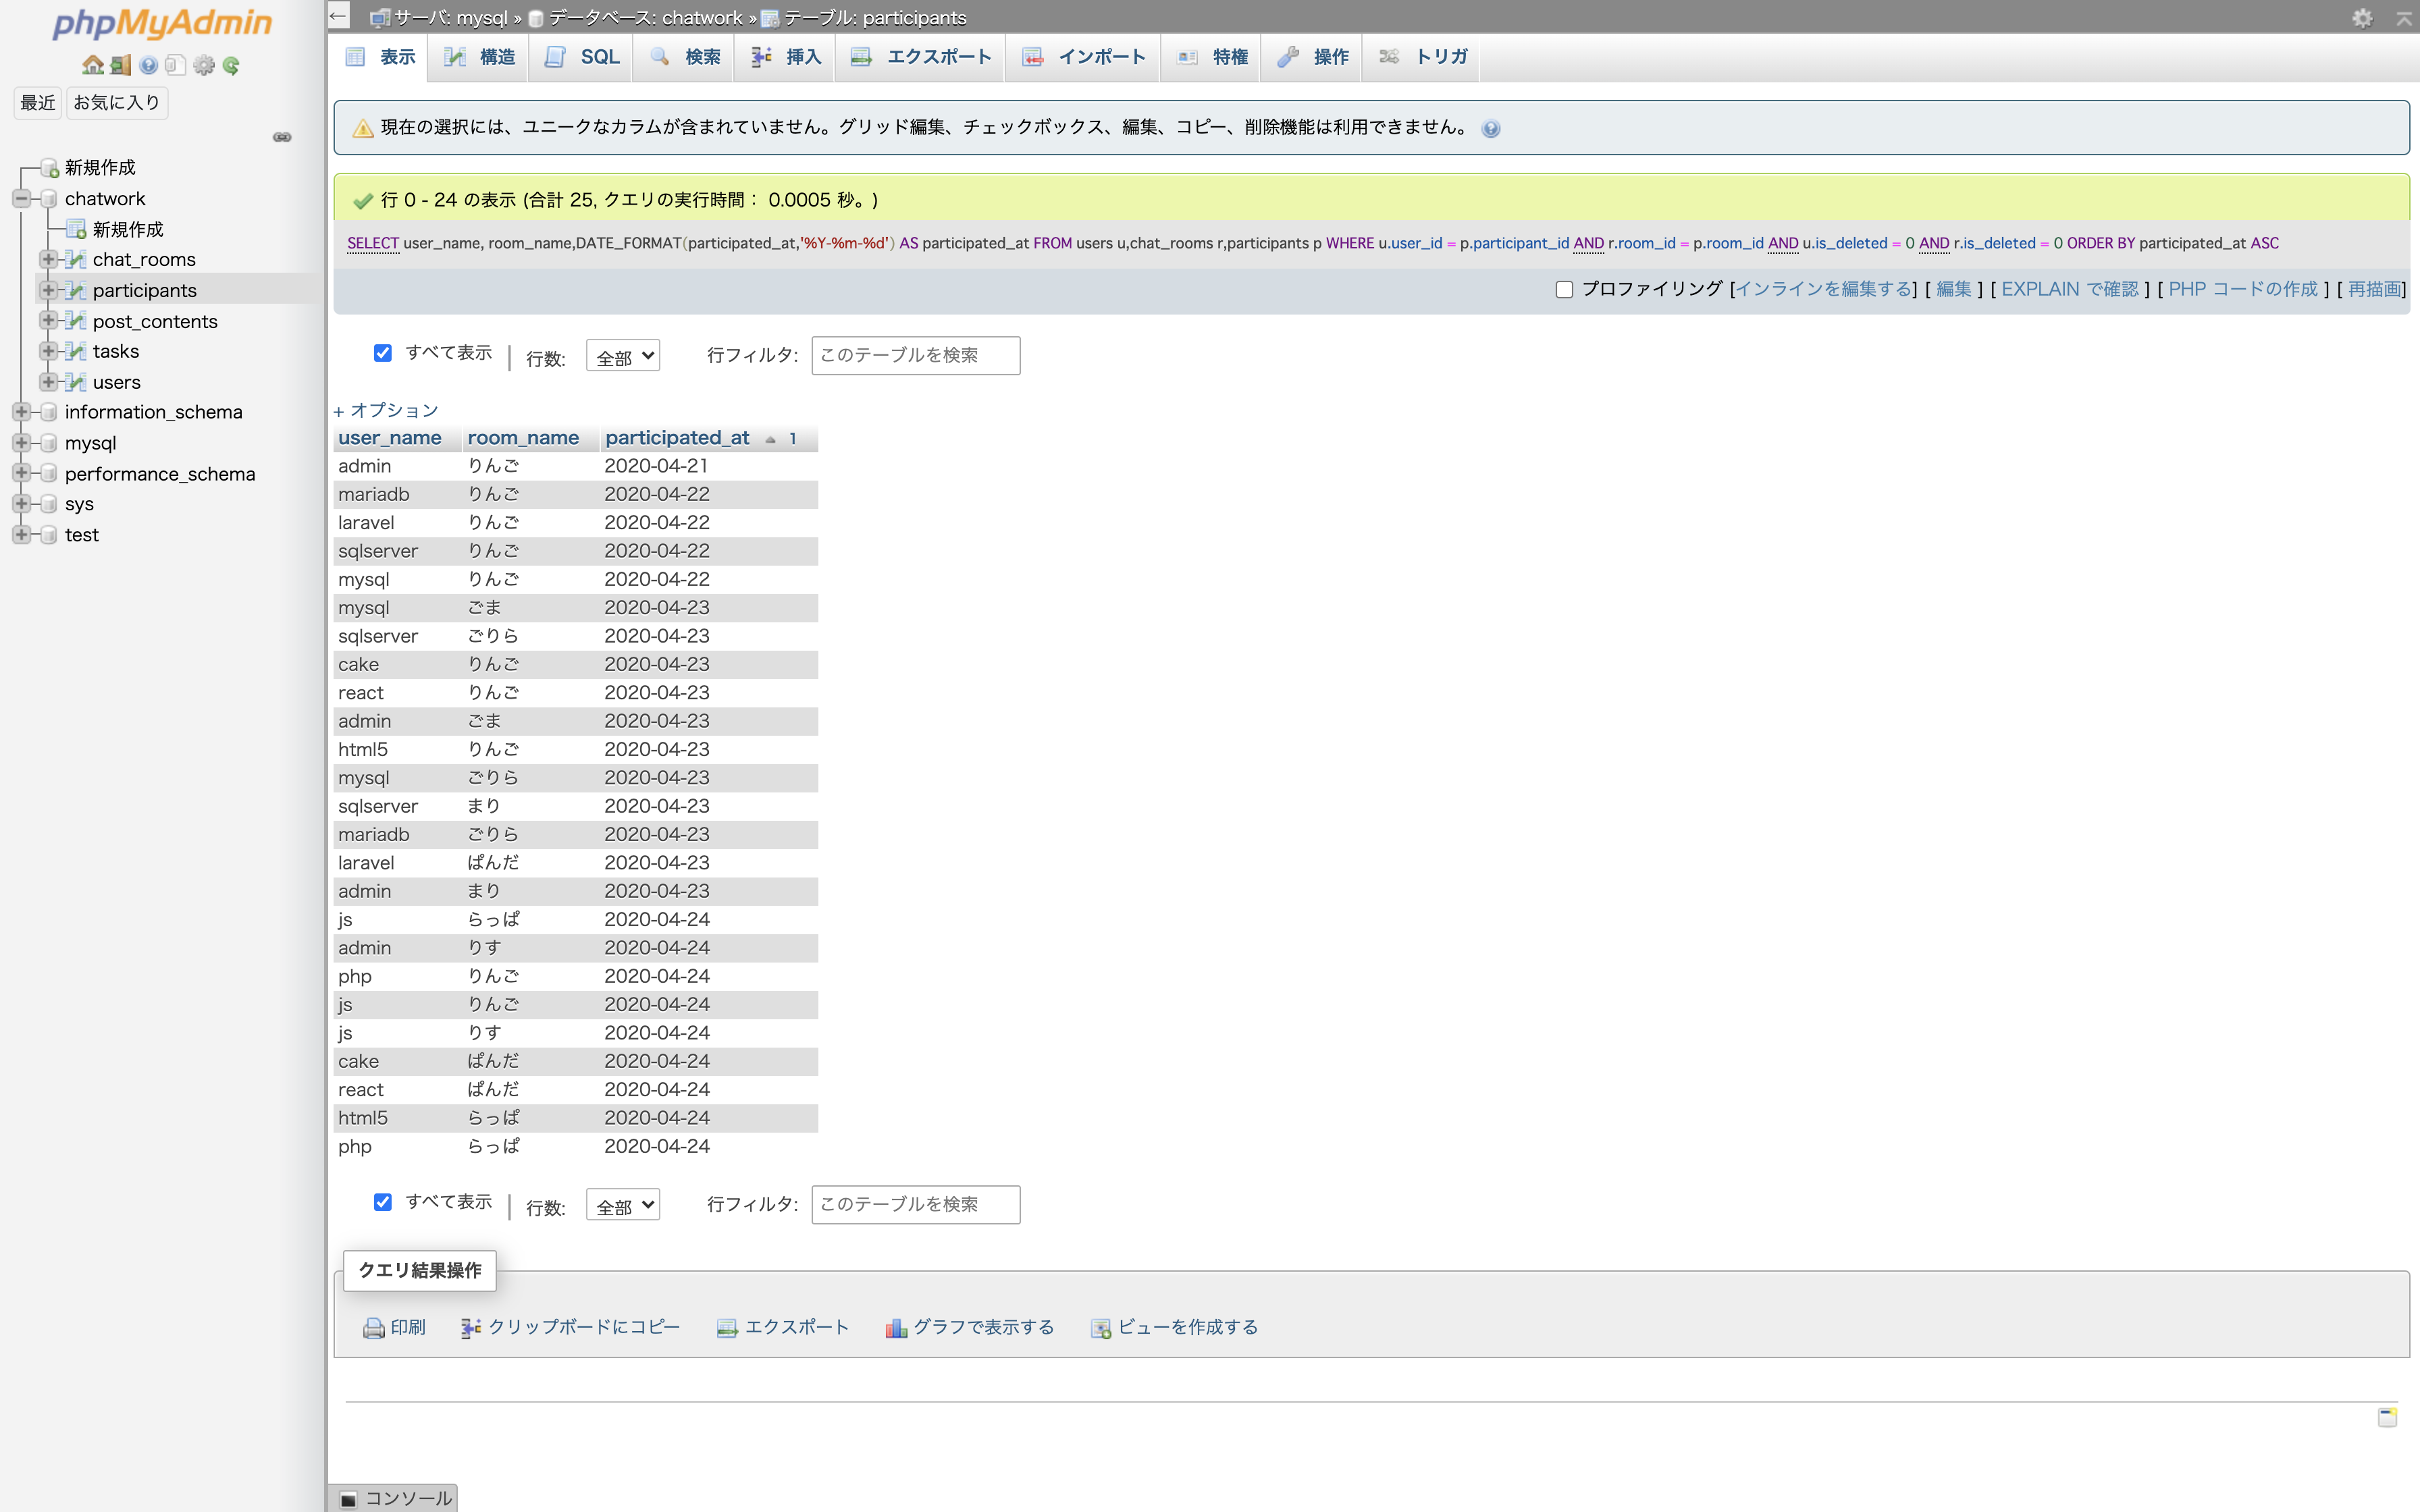 phpMyAdmin
最近 お気に入り
新規作成
chatwork
新規作成
chat_rooms
participants
post_contents
tasks
users
information_schema
mysql
performance_schema
sys
test
サーバ: mysql » データベース: chatwork » テーブル: participants
表示 構造 SQL 検索 挿入 エクスポート インポート 特権 操作 トリガ
現在の選択には、ユニークなカラムが含まれていません。グリッド編集、チェックボックス、編集、コピー、削除機能は利用できません。
行 0 - 24 の表示 (合計 25, クエリの実行時間： 0.0005 秒。)
SELECT user_name, room_name,DATE_FORMAT(participated_at,'%Y-%m-%d') AS participated_at FROM users u,chat_rooms r,participants p WHERE u.user_id = p.participant_id AND r.room_id = p.room_id AND u.is_deleted = 0 AND r.is_deleted = 0 ORDER BY participated_at ASC
プロファイリング [インラインを編集する] [ 編集 ] [ EXPLAIN で確認 ] [ PHP コードの作成 ] [ 再描画]
すべて表示 | 行数: 全部 行フィルタ: このテーブルを検索
+ オプション
user_name room_name participated_at 1
admin りんご 2020-04-21
mariadb りんご 2020-04-22
laravel りんご 2020-04-22
sqlserver りんご 2020-04-22
mysql りんご 2020-04-22
mysql ごま 2020-04-23
sqlserver ごりら 2020-04-23
cake りんご 2020-04-23
react りんご 2020-04-23
admin ごま 2020-04-23
html5 りんご 2020-04-23
mysql ごりら 2020-04-23
sqlserver まり 2020-04-23
mariadb ごりら 2020-04-23
laravel ぱんだ 2020-04-23
admin まり 2020-04-23
js らっぱ 2020-04-24
admin りす 2020-04-24
php りんご 2020-04-24
js りんご 2020-04-24
js りす 2020-04-24
cake ぱんだ 2020-04-24
react ぱんだ 2020-04-24
html5 らっぱ 2020-04-24
php らっぱ 2020-04-24
すべて表示 | 行数: 全部 行フィルタ: このテーブルを検索
クエリ結果操作
印刷 クリップボードにコピー エクスポート グラフで表示する ビューを作成する
コンソール